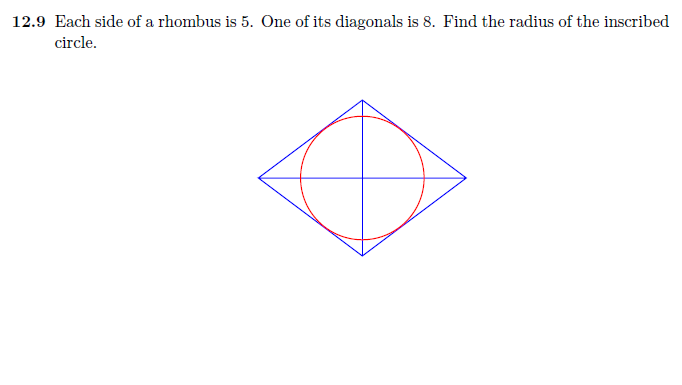 12.9 Each side of a rhombus is 5. One of its diagonals is 8. Find the radius of the inscribed
circle.